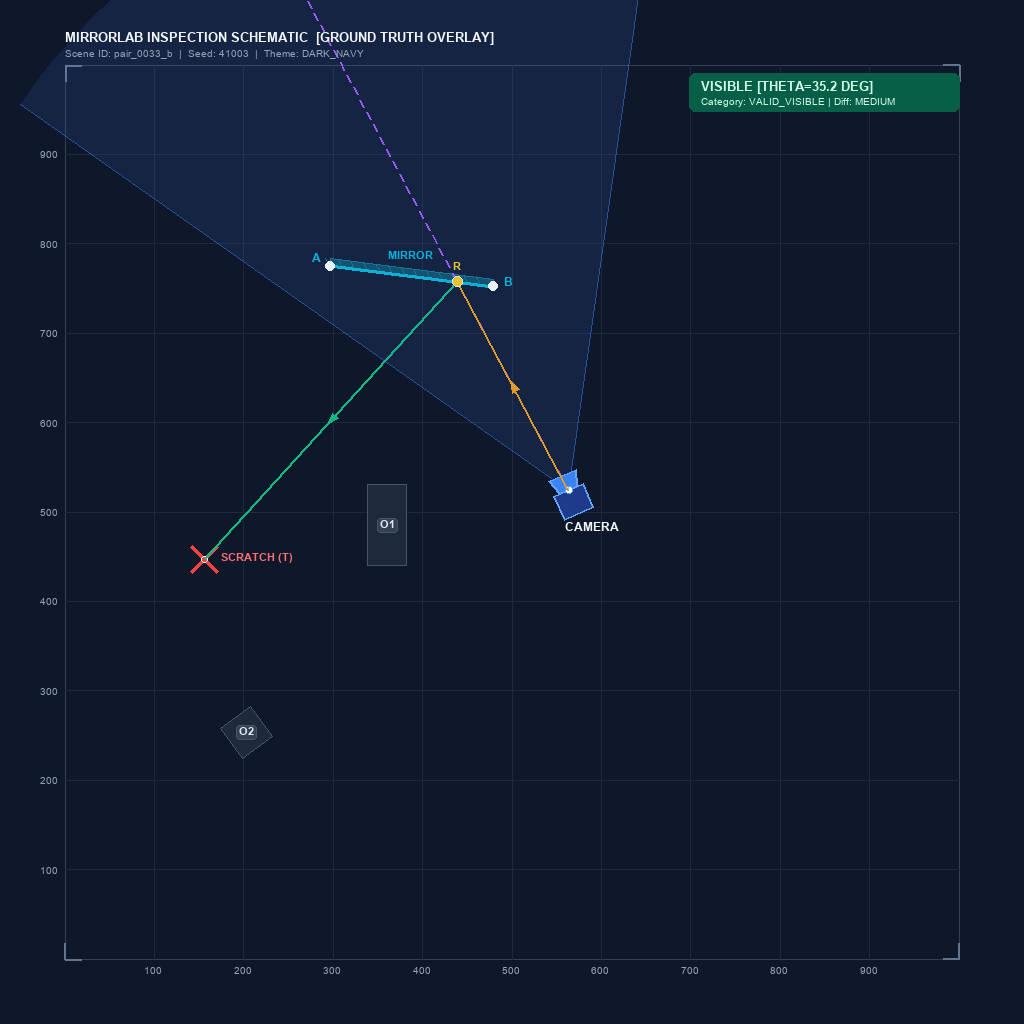 MIRRORLAB INSPECTION SCHEMATIC [GROUND TRUTH OVERLAY]
Scene ID: pair_0033_b | Seed: 41003 | Theme: DARK_NAVY
VISIBLE [THETA=35.2 DEG]
Category: VALID_VISIBLE | Diff: MEDIUM
900
800
A
MIRROR
R
B
700
600
500
O1
CAMERA
SCRATCH (T)
400
300
O2
200
100
100 200 300 400 500 600 700 800 900